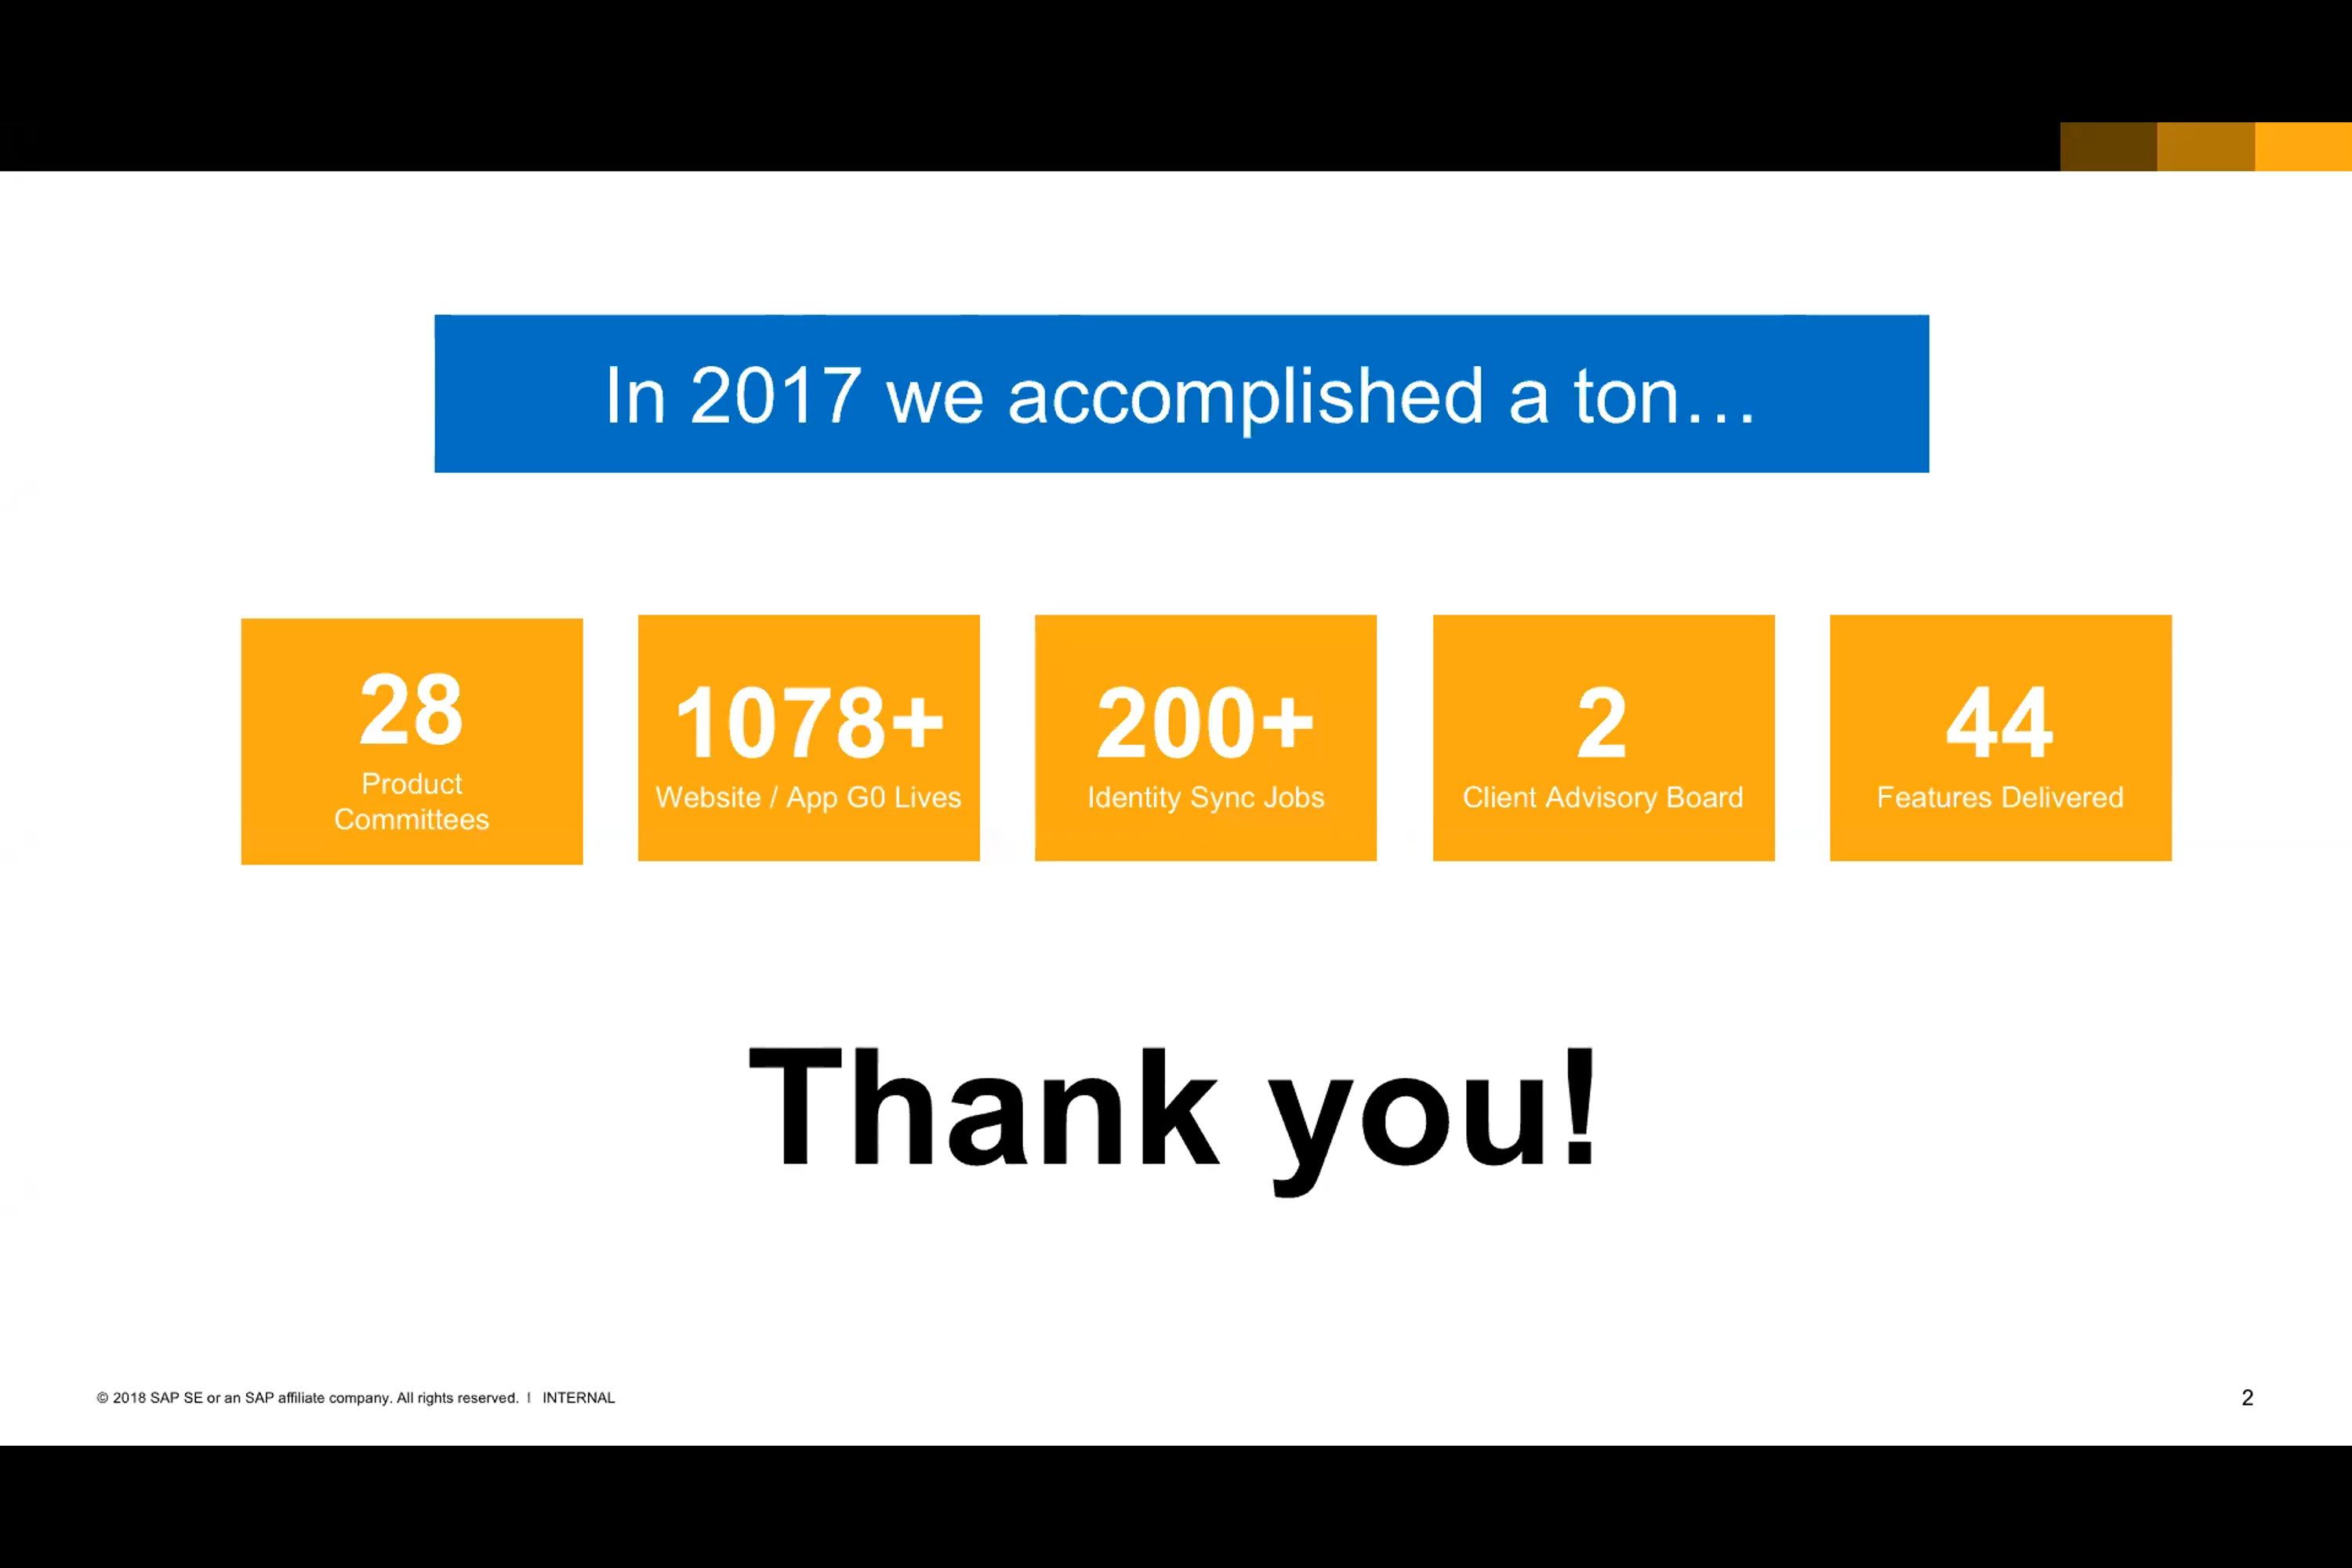 In 2017 we accomplished a ton…
28
Product
Committees
1078+
Website / App G0 Lives
200+
Identity Sync Jobs
2
Client Advisory Board
44
Features Delivered
Thank you!
© 2018 SAP SE or an SAP affiliate company. All rights reserved. I INTERNAL
2